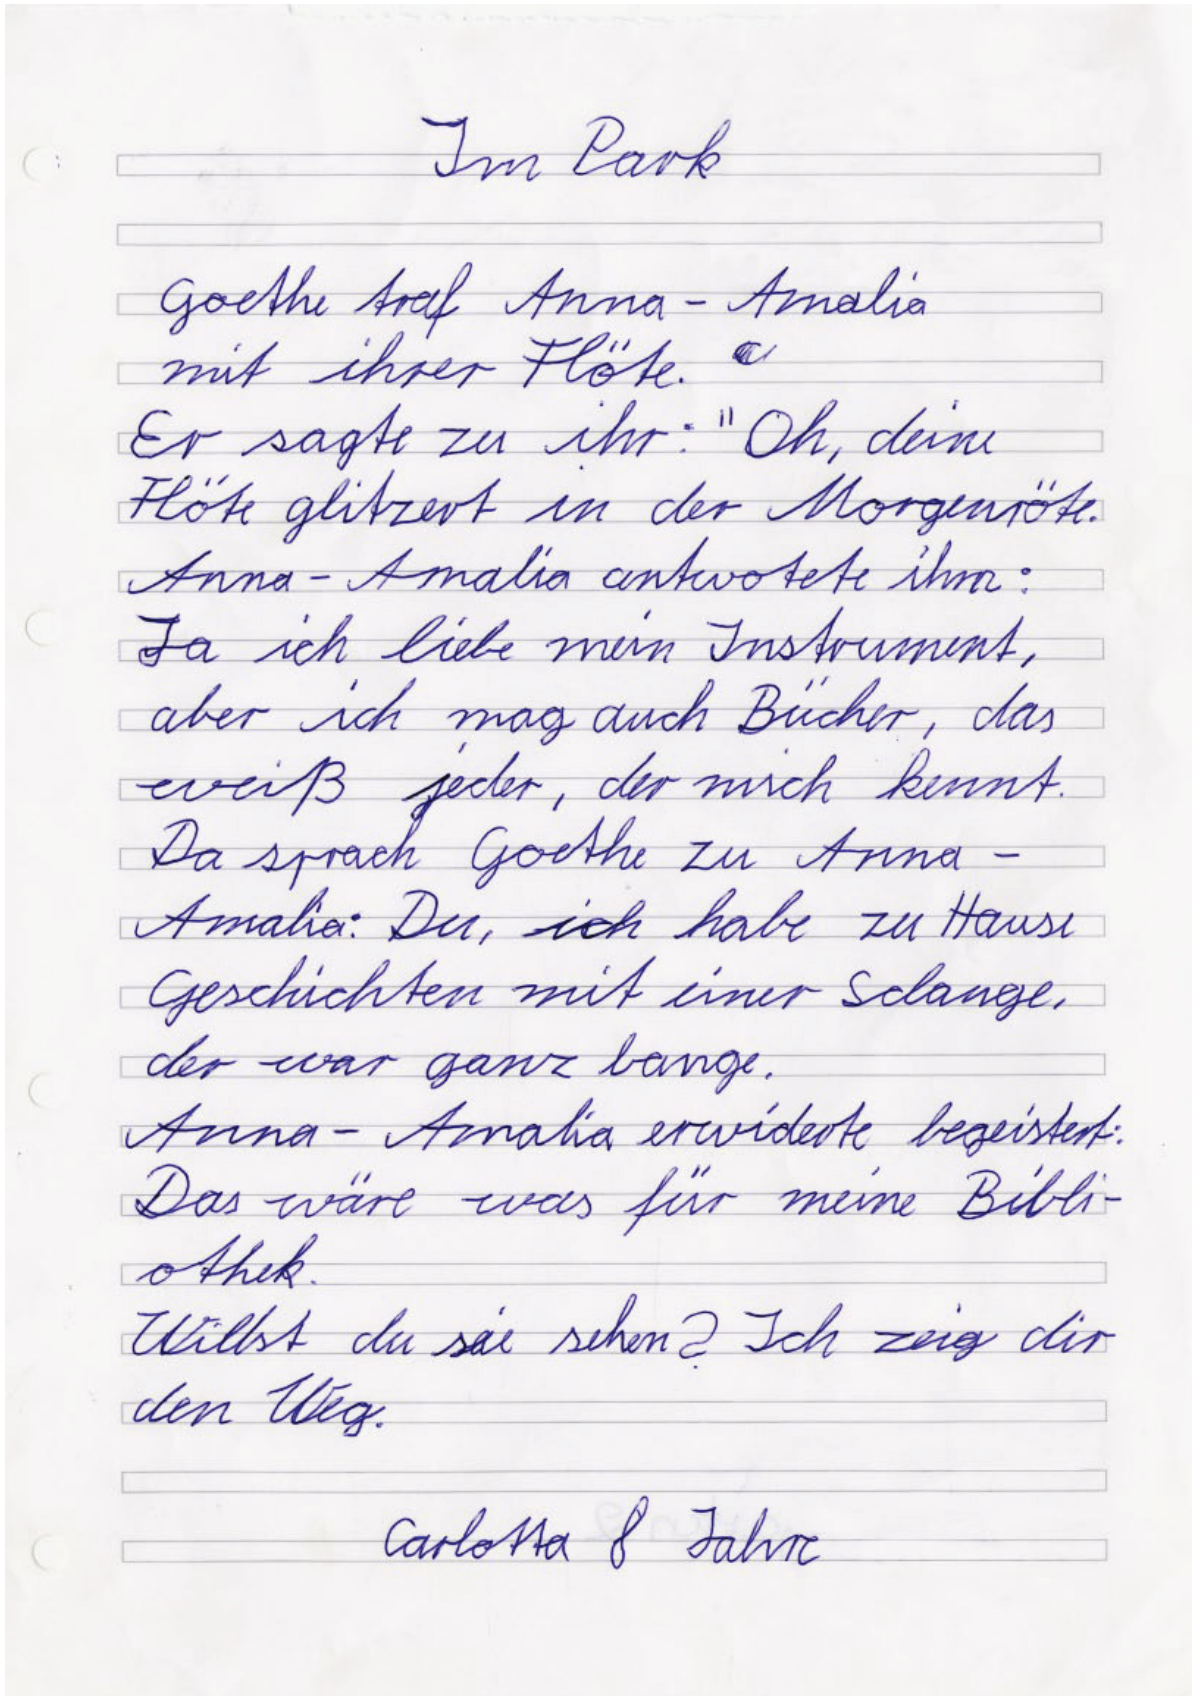 Im Park
Goethe traf Anna - Amalia
mit ihrer Flöte.
Er sagte zu ihr: "Oh, deine
Flöte glitzert in der Morgenröte.
Anna - Amalia antwotete ihm:
Ja ich liebe mein Instrument,
aber ich mag auch Bücher, das
weiß jeder, der mich kennt.
Da sprach Goethe zu Anna -
Amalia: Du, ich habe zu Hause
Geschichten mit einer Sclange,
der war ganz bange.
Anna - Amalia erwiderte begeistert:
Das wäre was für meine Bibli-
othek.
Willst du sie sehen? Ich zeig dir
den Weg.
Carlotta 8 Jahre